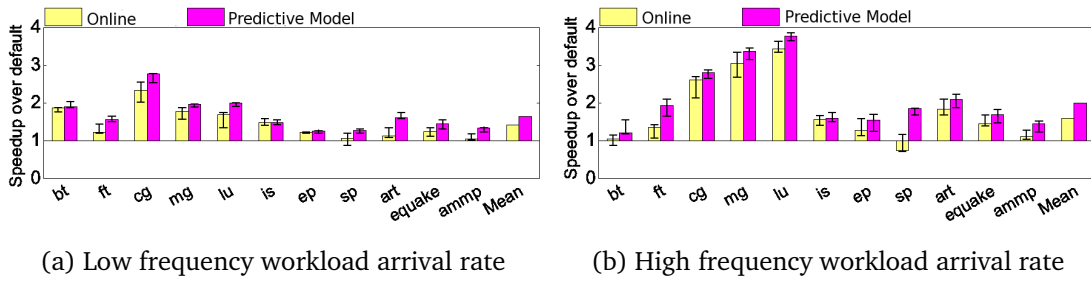 Online Predictive Model
Speedup over default
4
3
2
1
0
bt ft cg mg lu is ep sp art equake ammp Mean
(a) Low frequency workload arrival rate
Online Predictive Model
Speedup over default
4
3
2
1
0
bt ft cg mg lu is ep sp art equake ammp Mean
(b) High frequency workload arrival rate